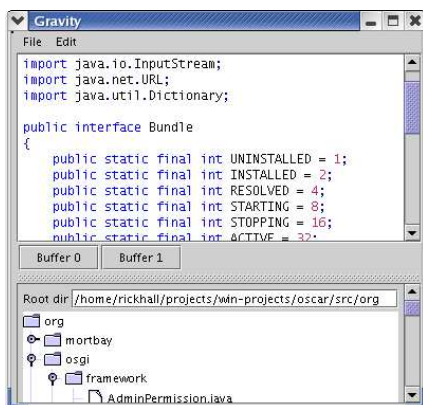 Gravity
File Edit
import java.io.InputStream;
import java.net.URL;
import java.util.Dictionary;
public interface Bundle
{
public static final int UNINSTALLED = 1;
public static final int INSTALLED = 2;
public static final int RESOLVED = 4;
public static final int STARTING = 8;
public static final int STOPPING = 16;
public static final int ACTIVE = 32;
Buffer 0 Buffer 1
Root dir /home/rickhall/projects/win-projects/oscar/src/org
org
mortbay
osgi
framework
AdminPermission.java